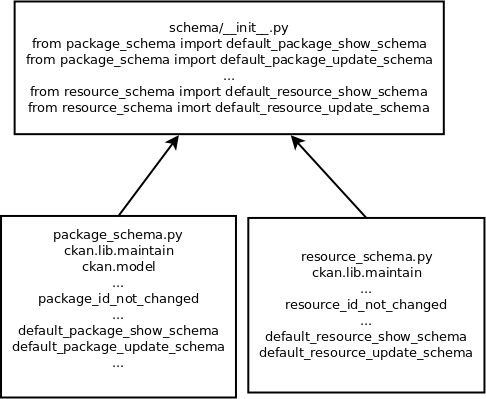 schema/__init__.py
from package_schema import default_package_show_schema
from package_schema import default_package_update_schema
...
from resource_schema import default_resource_show_schema
from resource_schema imort default_resource_update_schema
package_schema.py
ckan.lib.maintain
ckan.model
...
package_id_not_changed
...
default_package_show_schema
default_package_update_schema
...
resource_schema.py
ckan.lib.maintain
...
resource_id_not_changed
...
default_resource_show_schema
default_resource_update_schema